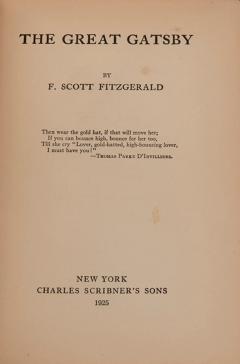 THE GREAT GATSBY
BY
F. SCOTT FITZGERALD
Then wear the gold hat, if that will move her;
If you can bounce high, bounce for her too,
Till she cry "Lover, gold-hatted, high-bouncing lover,
I must have you!"
—Thomas Parke D'Invilliers.
NEW YORK
CHARLES SCRIBNER'S SONS
1925